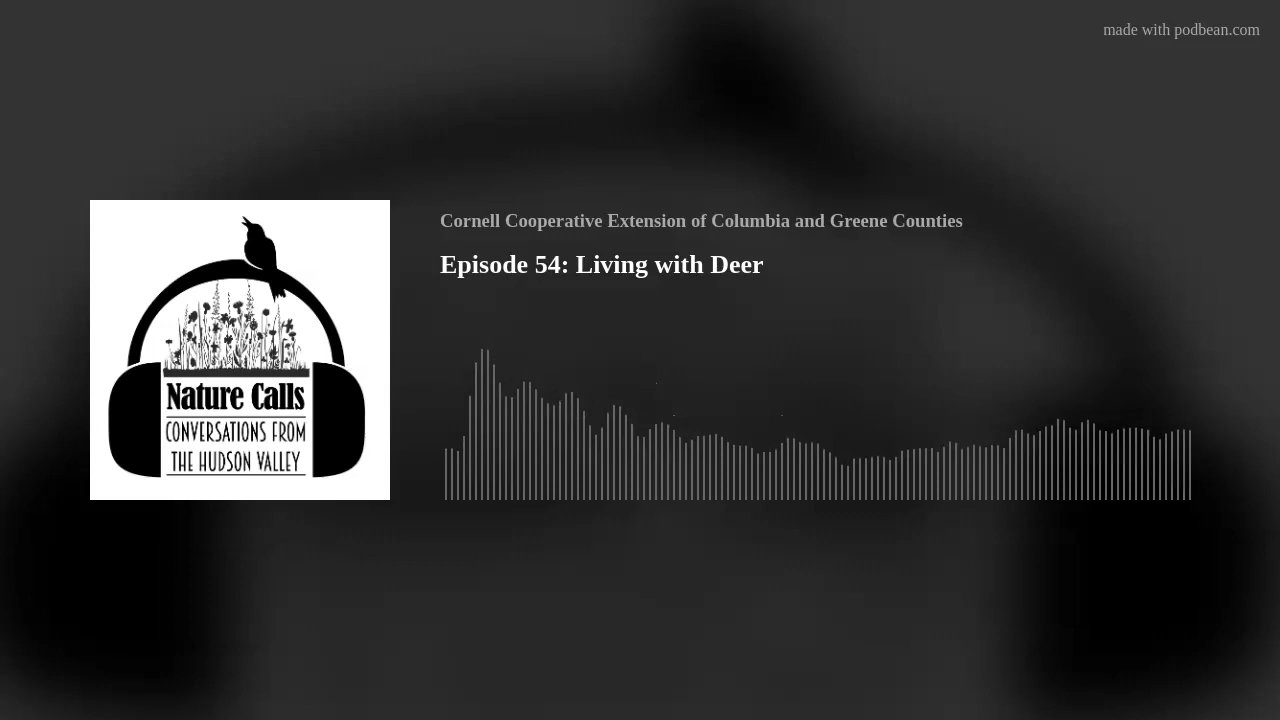 made with podbean.com
Cornell Cooperative Extension of Columbia and Greene Counties
Episode 54: Living with Deer
Nature Calls
CONVERSATIONS FROM
THE HUDSON VALLEY